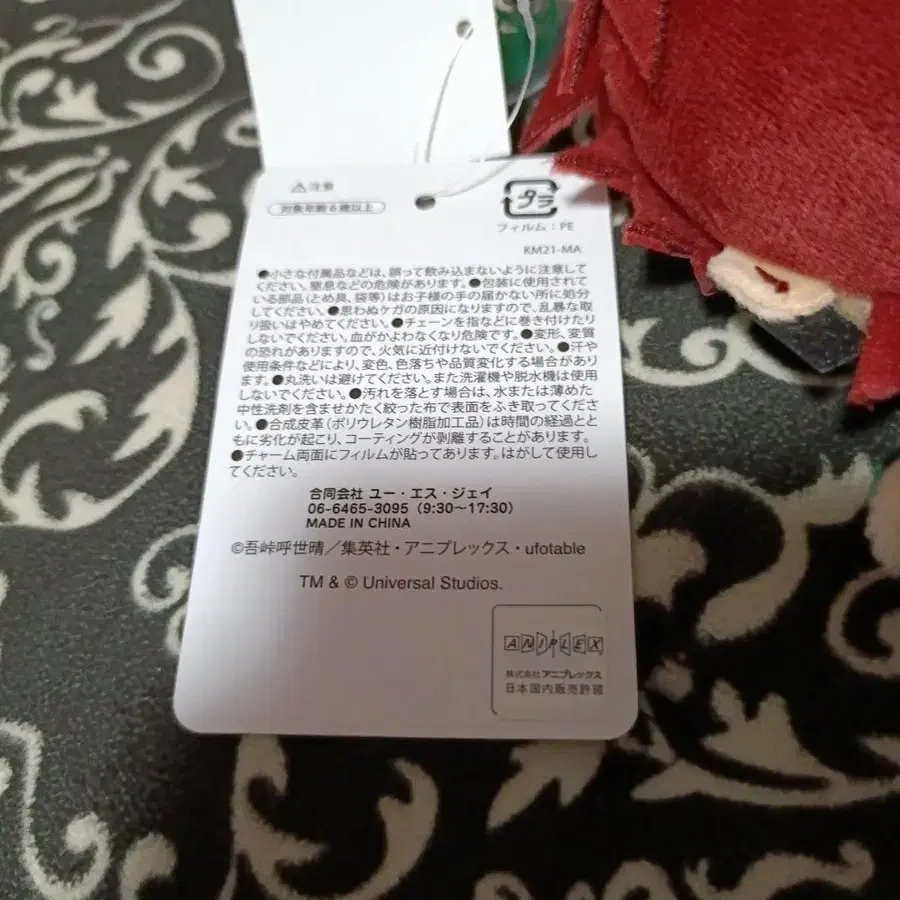 ⚠注意
対象年齢6歳以上
プラ
フィルム：PE
KM21-MA
●小さな付属品などは、誤って飲み込まないように注意して
ください。窒息などの危険があります。●包装に使用されて
いる部品（とめ具、袋等）はお子様の手の届かない所に処分
してください。●思わぬケガの原因になりますので、乱暴な取
り扱いはやめてください。●チェーンを指などに巻き付けたり
しないでください。血がかよわなくなり危険です。●変形、変質
の恐れがありますので、火気に近付けないでください。●汗や
使用条件などにより、変色、色落ちや品質変化する場合があり
ます。●丸洗いは避けてください。また洗濯機や脱水機は使用
しないでください。●汚れを落とす場合は、水または薄めた
中性洗剤を含ませかたく絞った布で表面をふき取ってくださ
い。●合成皮革（ポリウレタン樹脂加工品）は時間の経過とと
もに劣化が起こり、コーティングが剥離することがあります。
●チャーム両面にフィルムが貼ってあります。はがして使用し
てください。
合同会社 ユー・エス・ジェイ
06-6465-3095（9:30〜17:30）
MADE IN CHINA
©吾峠呼世晴／集英社・アニプレックス・ufotable
TM & © Universal Studios.
ANIPLEX
株式会社アニプレックス
日本国内販売許諾